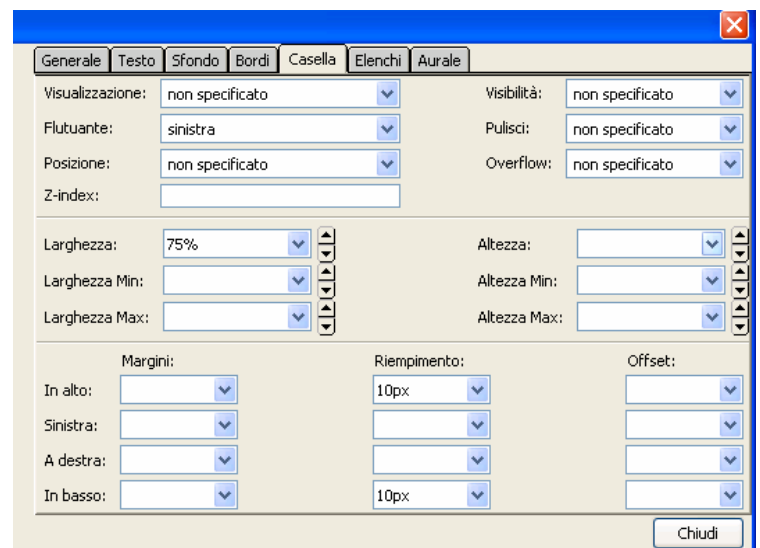 Generale Testo Sfondo Bordi Casella Elenchi Aurale
Visualizzazione: non specificato Visibilità: non specificato
Flutuante: sinistra Pulisci: non specificato
Posizione: non specificato Overflow: non specificato
Z-index:
Larghezza: 75% Altezza:
Larghezza Min: Altezza Min:
Larghezza Max: Altezza Max:
Margini: Riempimento: Offset:
In alto: 10px
Sinistra:
A destra:
In basso: 10px
Chiudi